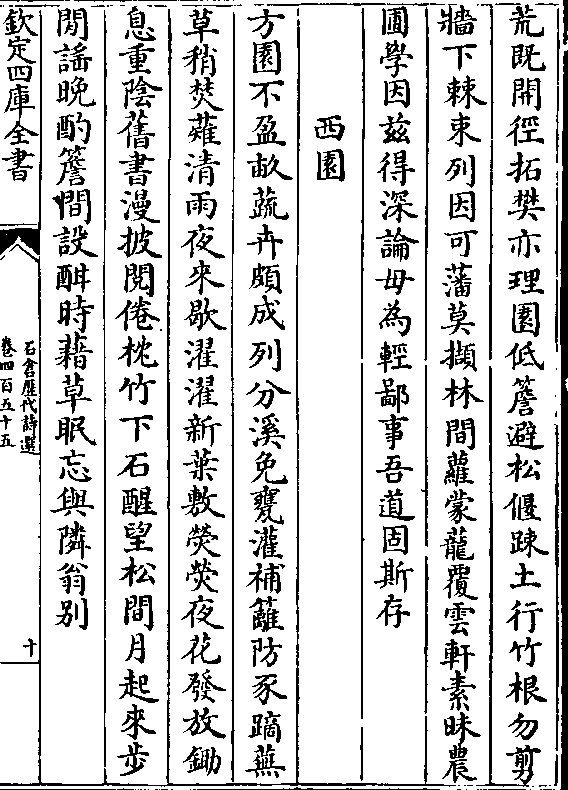 荒既開徑拓樊亦理園低簷避松偃踈土行竹根勿剪
牆下棘東列因可藩莫擷林間蘿蒙龍覆雲軒素昧農
圃學因兹得深論毋為輕鄙事吾道固斯存
西園
方園不盈畝蔬卉頗成列分溪免甕灌補籬防豕蹢蕪
草稍焚薙清雨夜來歇濯濯新葉敷熒熒夜花發放鋤
息重陰舊書漫披閱倦枕竹下石醒望松間月起來步
閒謡晚酌簷間設酣時藉草眠忘與隣翁别
欽定四庫全書
石倉歷代詩選
卷四百五十五
十